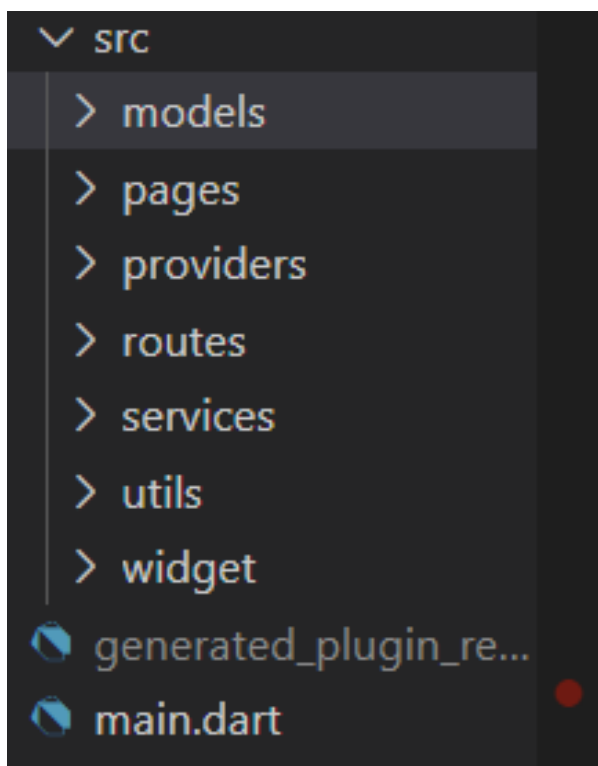 src
models
pages
providers
routes
services
utils
widget
generated_plugin_re...
main.dart